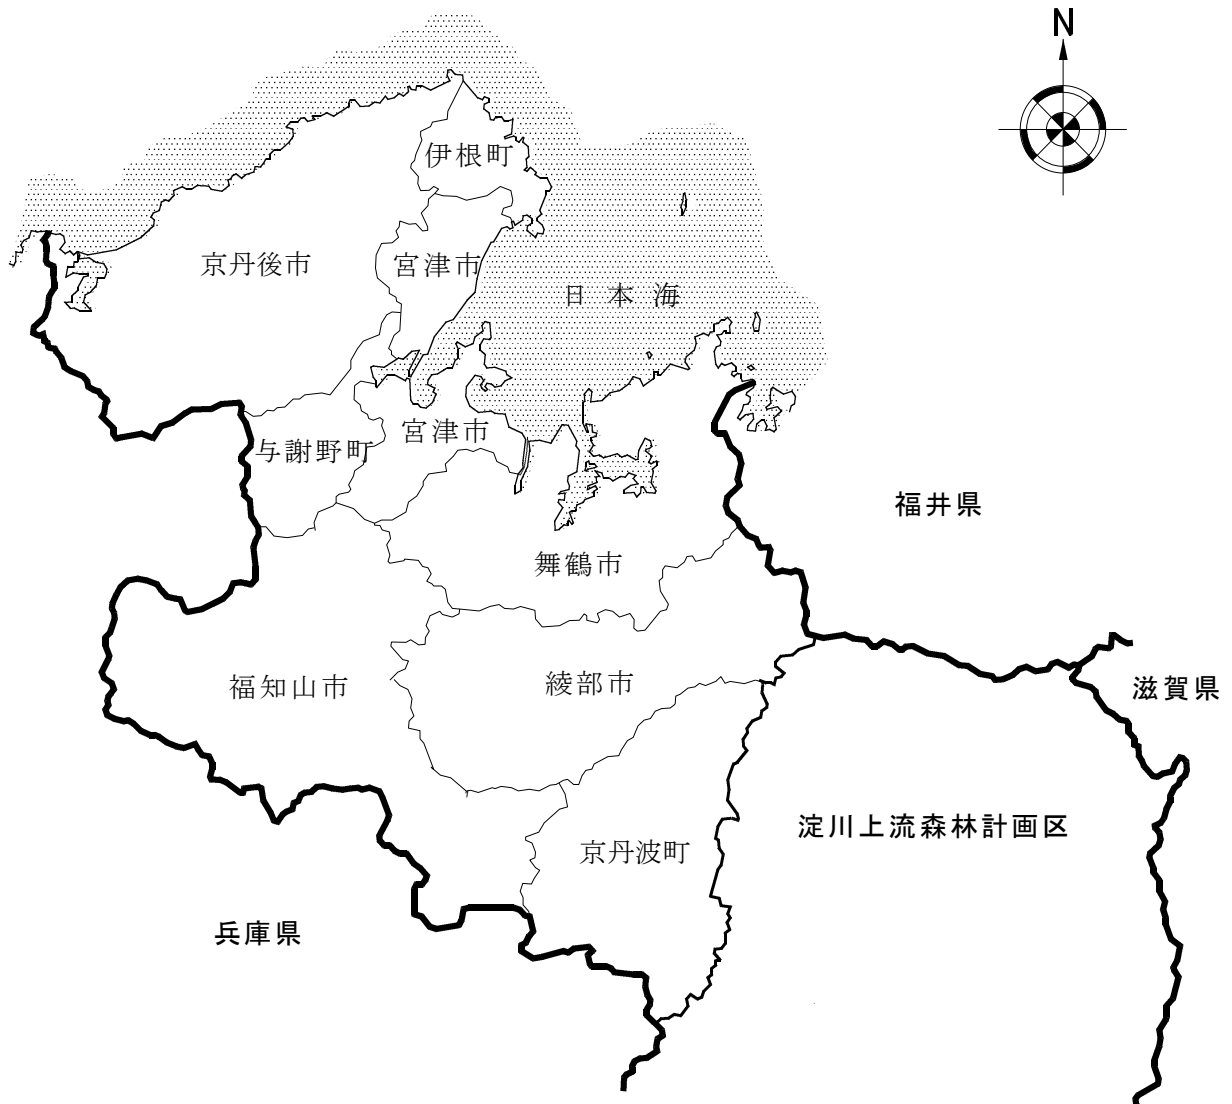 N
伊根町
京丹後市
宮津市
日本海
宮津市
与謝野町
福井県
舞鶴市
福知山市
綾部市
滋賀県
淀川上流森林計画区
京丹波町
兵庫県